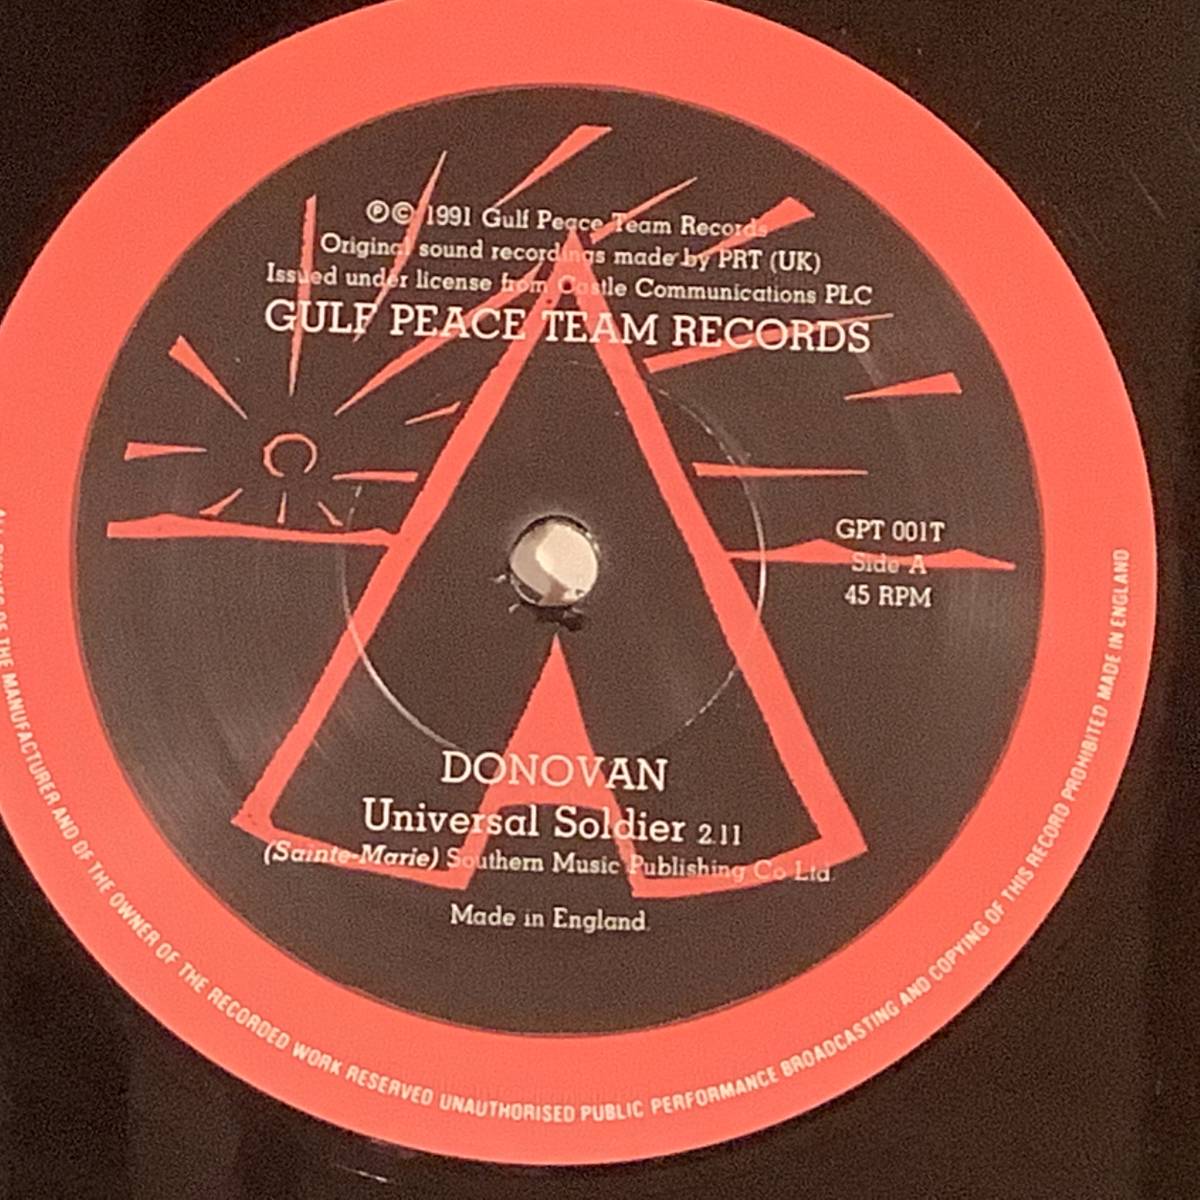 ℗© 1991 Gulf Peace Team Records
Original sound recordings made by PRT (UK)
Issued under license from Castle Communications PLC
GULF PEACE TEAM RECORDS
GPT 001T
Side A
45 RPM
DONOVAN
Universal Soldier 2.11
(Sainte-Marie) Southern Music Publishing Co Ltd.
Made in England
OF THE MANUFACTURER AND OF THE OWNER OF THE RECORDED WORK RESERVED UNAUTHORISED PUBLIC PERFORMANCE BROADCASTING AND COPYING OF THIS RECORD PROHIBITED MADE IN ENGLAND